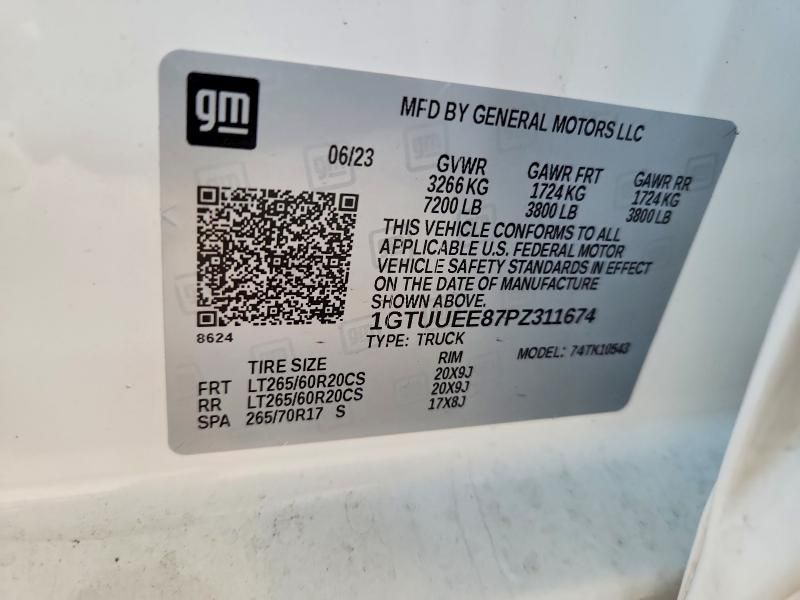 gm
MFD BY GENERAL MOTORS LLC
06/23 GVWR GAWR FRT GAWR RR
3266 KG 1724 KG 1724 KG
7200 LB 3800 LB 3800 LB
THIS VEHICLE CONFORMS TO ALL
APPLICABLE U.S. FEDERAL MOTOR
VEHICLE SAFETY STANDARDS IN EFFECT
ON THE DATE OF MANUFACTURE
SHOWN ABOVE.
1GTUUEE87PZ311674
8624 TYPE: TRUCK MODEL: 74TK10543
TIRE SIZE RIM
FRT LT265/60R20CS 20X9J
RR LT265/60R20CS 20X9J
SPA 265/70R17 S 17X8J